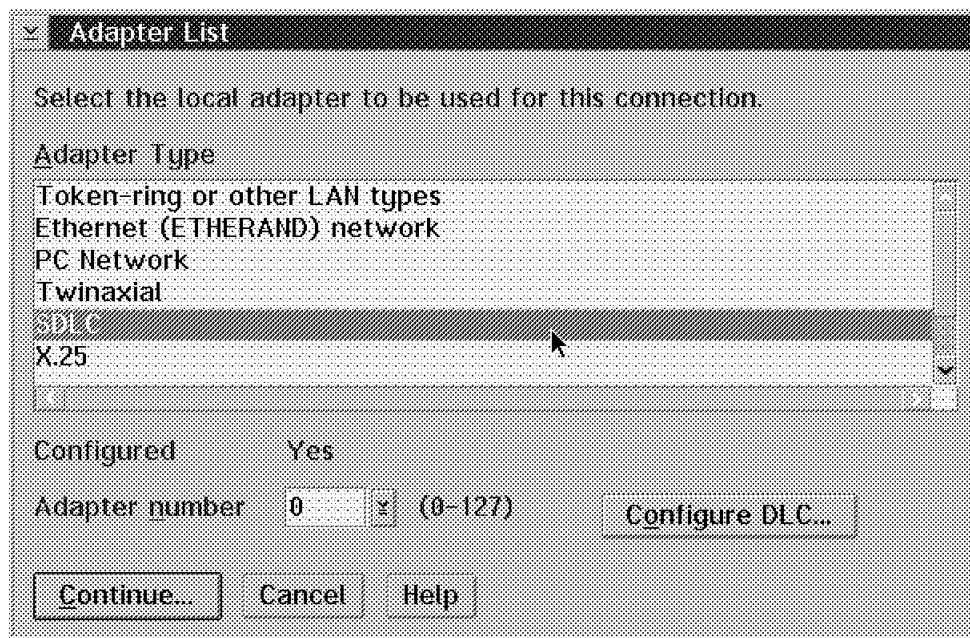 Adapter List
Select the local adapter to be used for this connection.
Adapter Type
Token-ring or other LAN types
Ethernet (ETHERAND) network
PC Network
Twinaxial
SDLC
X.25
Configured Yes
Adapter number 0 (0-127)
Configure DLC...
Continue... Cancel Help